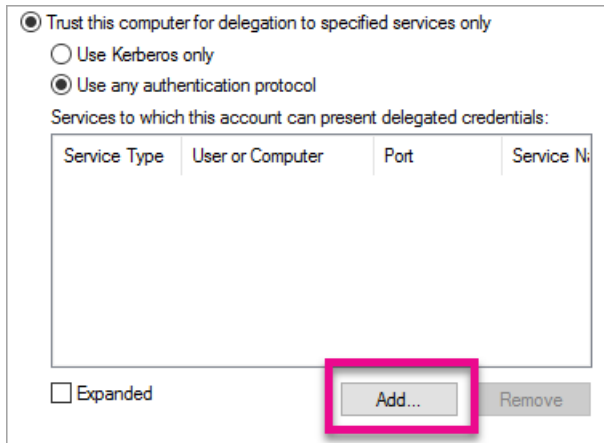 Trust this computer for delegation to specified services only
Use Kerberos only
Use any authentication protocol
Services to which this account can present delegated credentials:
Service Type User or Computer Port Service
Expanded Add... Remove